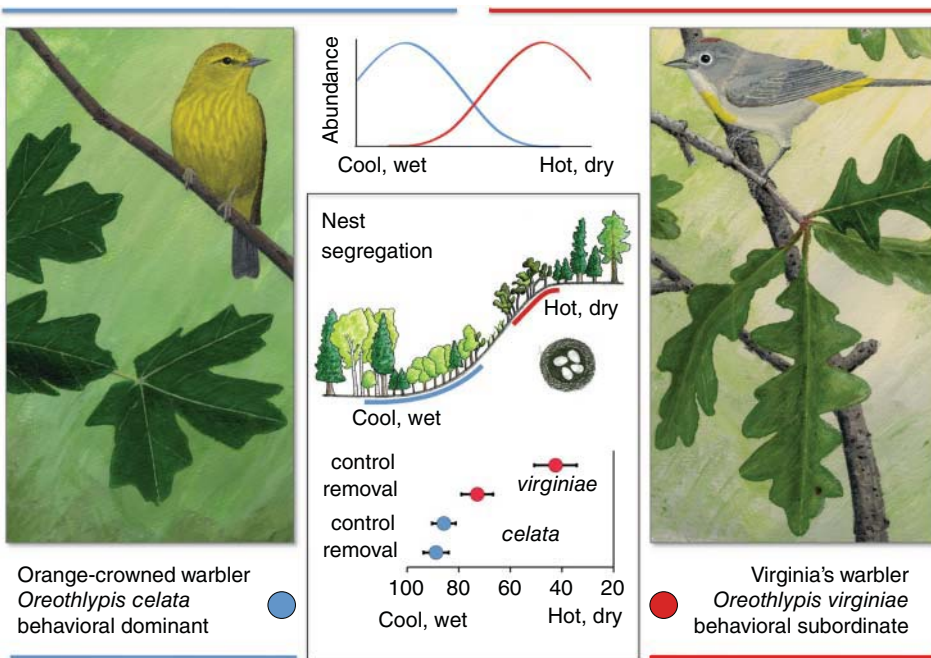 Abundance
Cool, wet
Hot, dry
Nest
segregation
Hot, dry
Cool, wet
control
removal
virginiae
control
removal
celata
100 80 60 40 20
Cool, wet
Hot, dry
Orange-crowned warbler
Oreothlypis celata
behavioral dominant
Virginia's warbler
Oreothlypis virginiae
behavioral subordinate